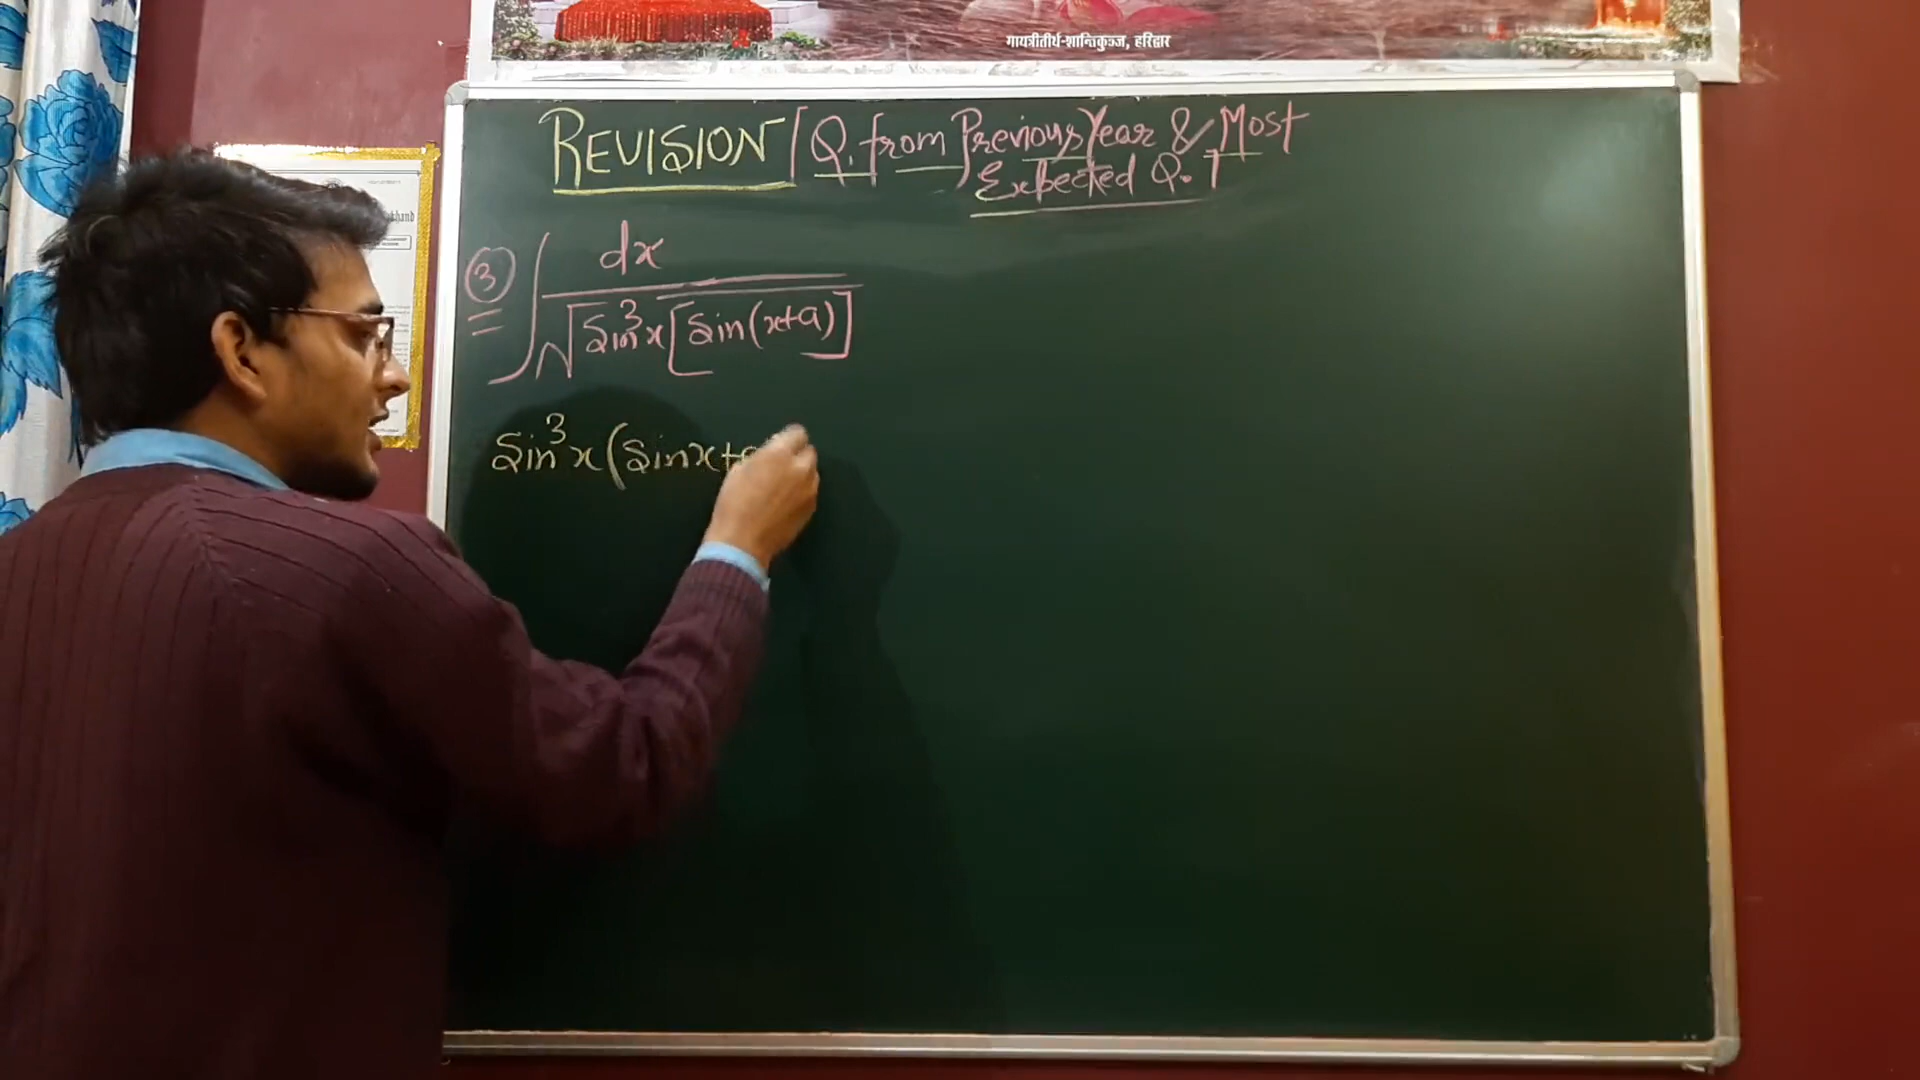 गायत्रीतीर्थ-शान्तिकुञ्ज, हरिद्वार
REVISION [Q. from Previous Year & Most
Expected Q.]
③ ∫ dx / √(Sin³x [Sin(x+a)])
Sin³x (Sinx+